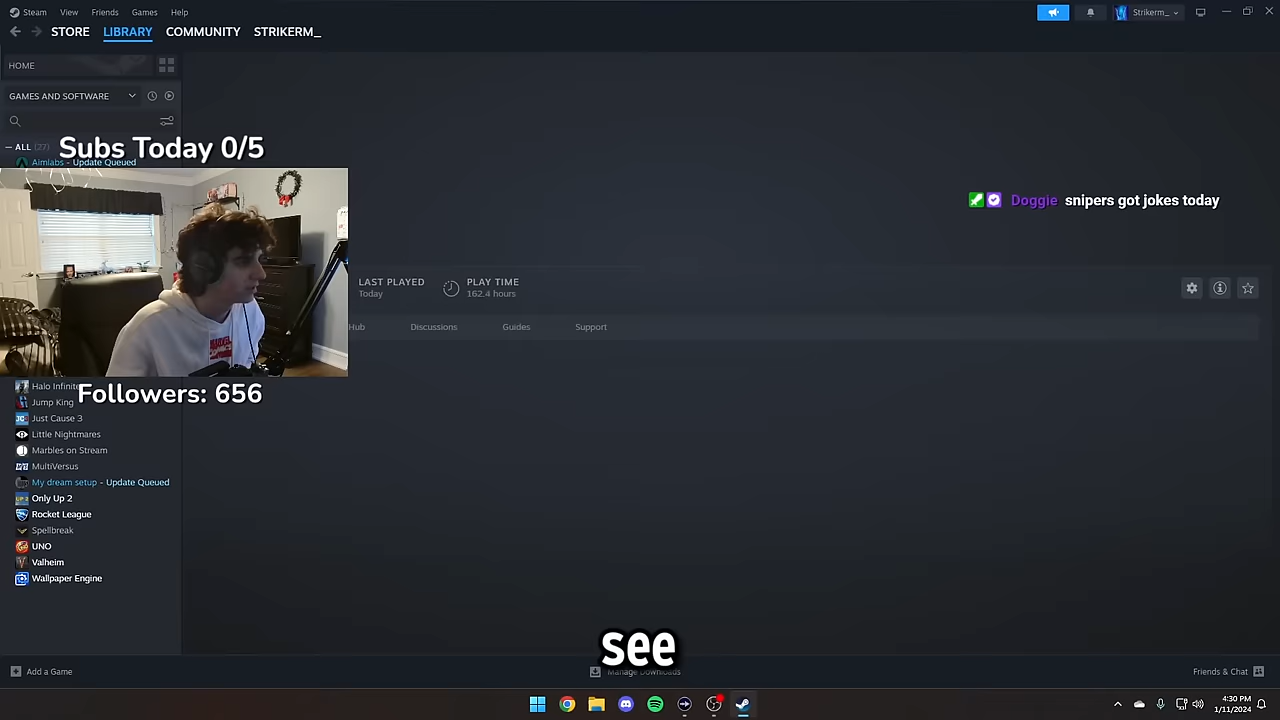 Steam View Friends Games Help
Strikerm_
STORE LIBRARY COMMUNITY STRIKERM_
HOME
GAMES AND SOFTWARE
— ALL (27)
Subs Today 0/5
Aimlabs - Update Queued
Doggle snipers got jokes today
LAST PLAYED
Today
PLAY TIME
162.4 hours
Hub Discussions Guides Support
Halo Infinite
Followers: 656
Jump King
Just Cause 3
Little Nightmares
Marbles on Stream
MultiVersus
My dream setup - Update Queued
Only Up 2
Rocket League
Spellbreak
UNO
Valheim
Wallpaper Engine
see
Add a Game
Manage Downloads
Friends & Chat
4:30 PM
1/11/2024